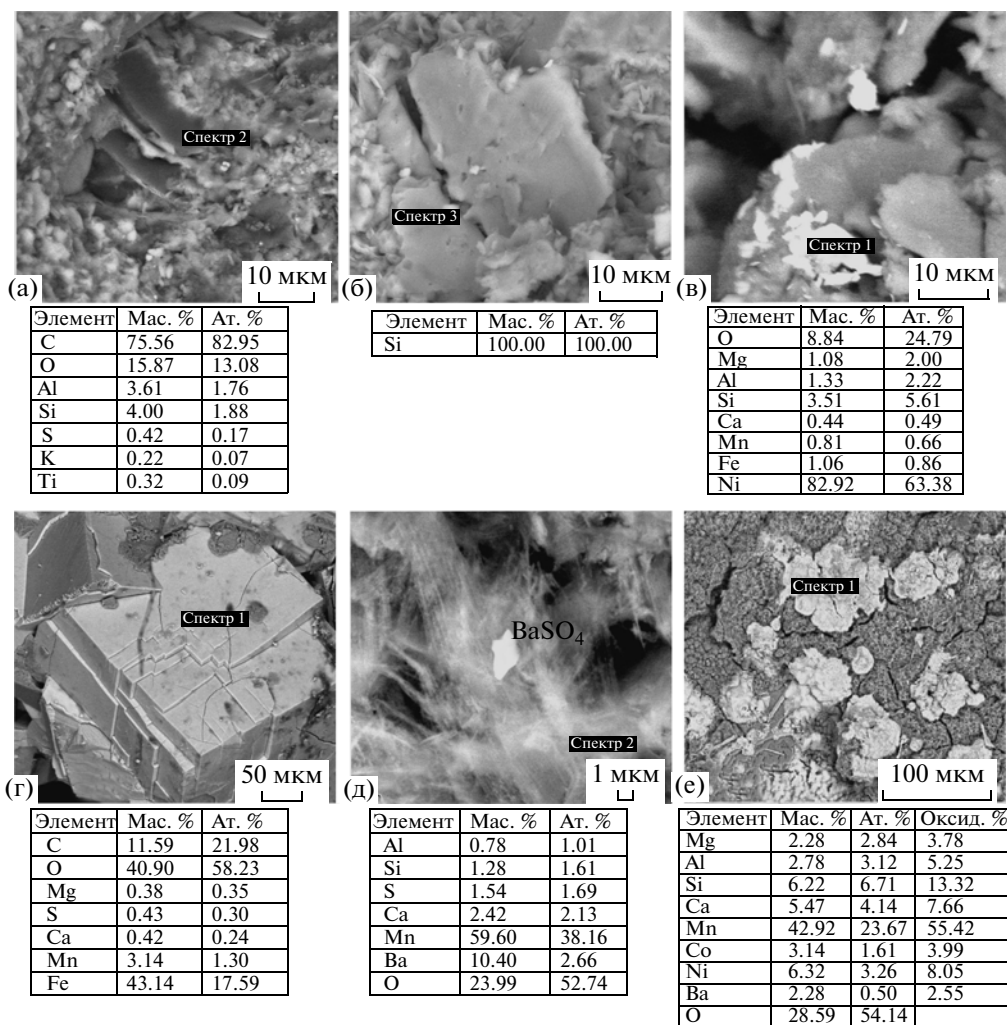 Спектр 2
10 мкм
(а)
Спектр 3
10 мкм
(б)
Спектр 1
10 мкм
(в)
Элемент Мас. % Ат. %
C 75.56 82.95
O 15.87 13.08
Al 3.61 1.76
Si 4.00 1.88
S 0.42 0.17
K 0.22 0.07
Ti 0.32 0.09
Элемент Мас. % Ат. %
Si 100.00 100.00
Элемент Мас. % Ат. %
O 8.84 24.79
Mg 1.08 2.00
Al 1.33 2.22
Si 3.51 5.61
Ca 0.44 0.49
Mn 0.81 0.66
Fe 1.06 0.86
Ni 82.92 63.38
Спектр 1
50 мкм
(г)
BaSO4
Спектр 2
1 мкм
(д)
Спектр 1
100 мкм
(е)
Элемент Мас. % Ат. %
C 11.59 21.98
O 40.90 58.23
Mg 0.38 0.35
S 0.43 0.30
Ca 0.42 0.24
Mn 3.14 1.30
Fe 43.14 17.59
Элемент Мас. % Ат. %
Al 0.78 1.01
Si 1.28 1.61
S 1.54 1.69
Ca 2.42 2.13
Mn 59.60 38.16
Ba 10.40 2.66
O 23.99 52.74
Элемент Мас. % Ат. % Оксид. %
Mg 2.28 2.84 3.78
Al 2.78 3.12 5.25
Si 6.22 6.71 13.32
Ca 5.47 4.14 7.66
Mn 42.92 23.67 55.42
Co 3.14 1.61 3.99
Ni 6.32 3.26 8.05
Ba 2.28 0.50 2.55
O 28.59 54.14